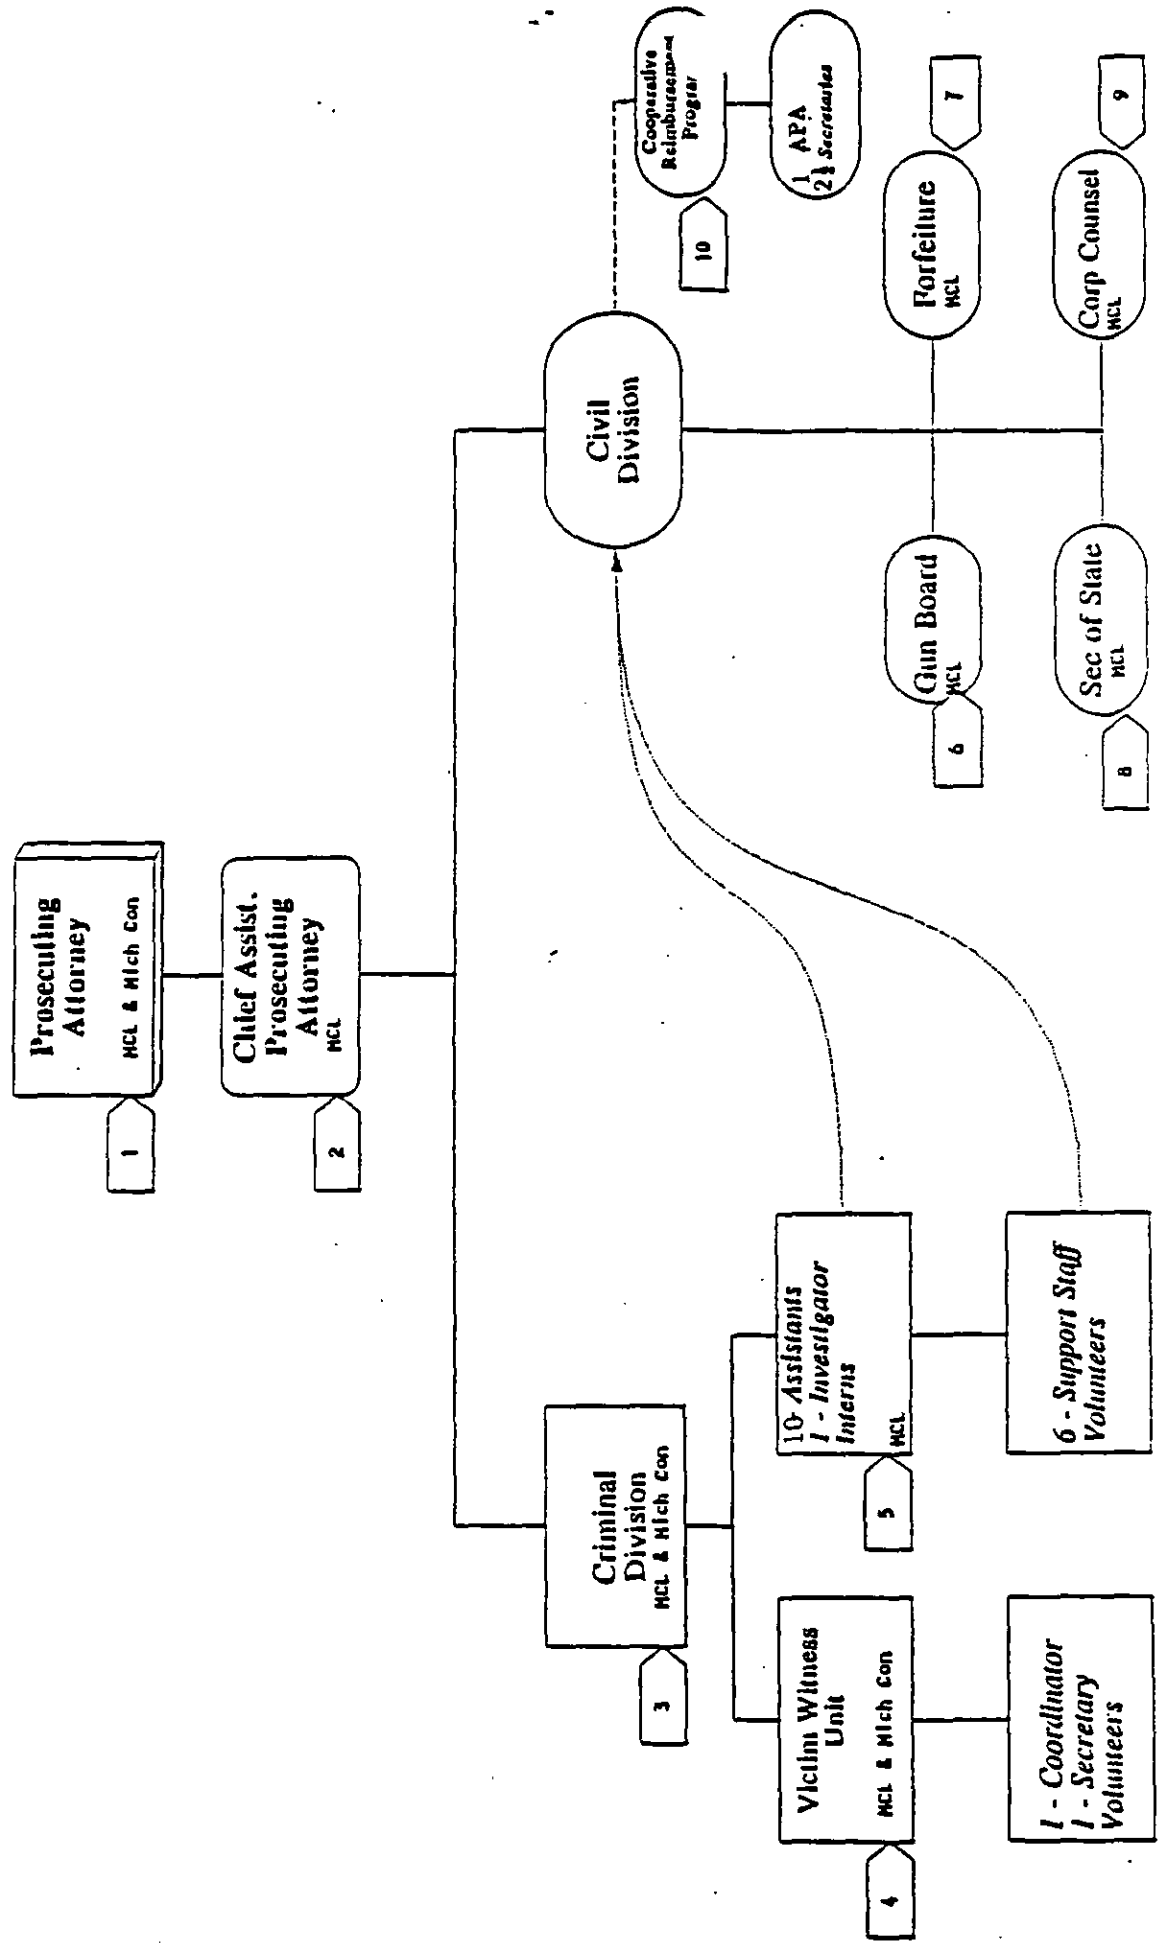 Prosecuting
Attorney
MCL & Mich Con
1
Chief Assist.
Prosecuting
Attorney
MCL
2
Criminal
Division
MCL & Mich Con
3
Civil
Division
Cooperative
Reimbursement
Program
10
1 APA
2½ Secretaries
Victim Witness
Unit
MCL & Mich Con
4
10- Assistants
1 - Investigator
Interns
MCL
5
Gun Board
MCL
6
Forfeiture
MCL
7
1 - Coordinator
1 - Secretary
Volunteers
6 - Support Staff
Volunteers
Sec of State
MCL
8
Corp Counsel
MCL
9